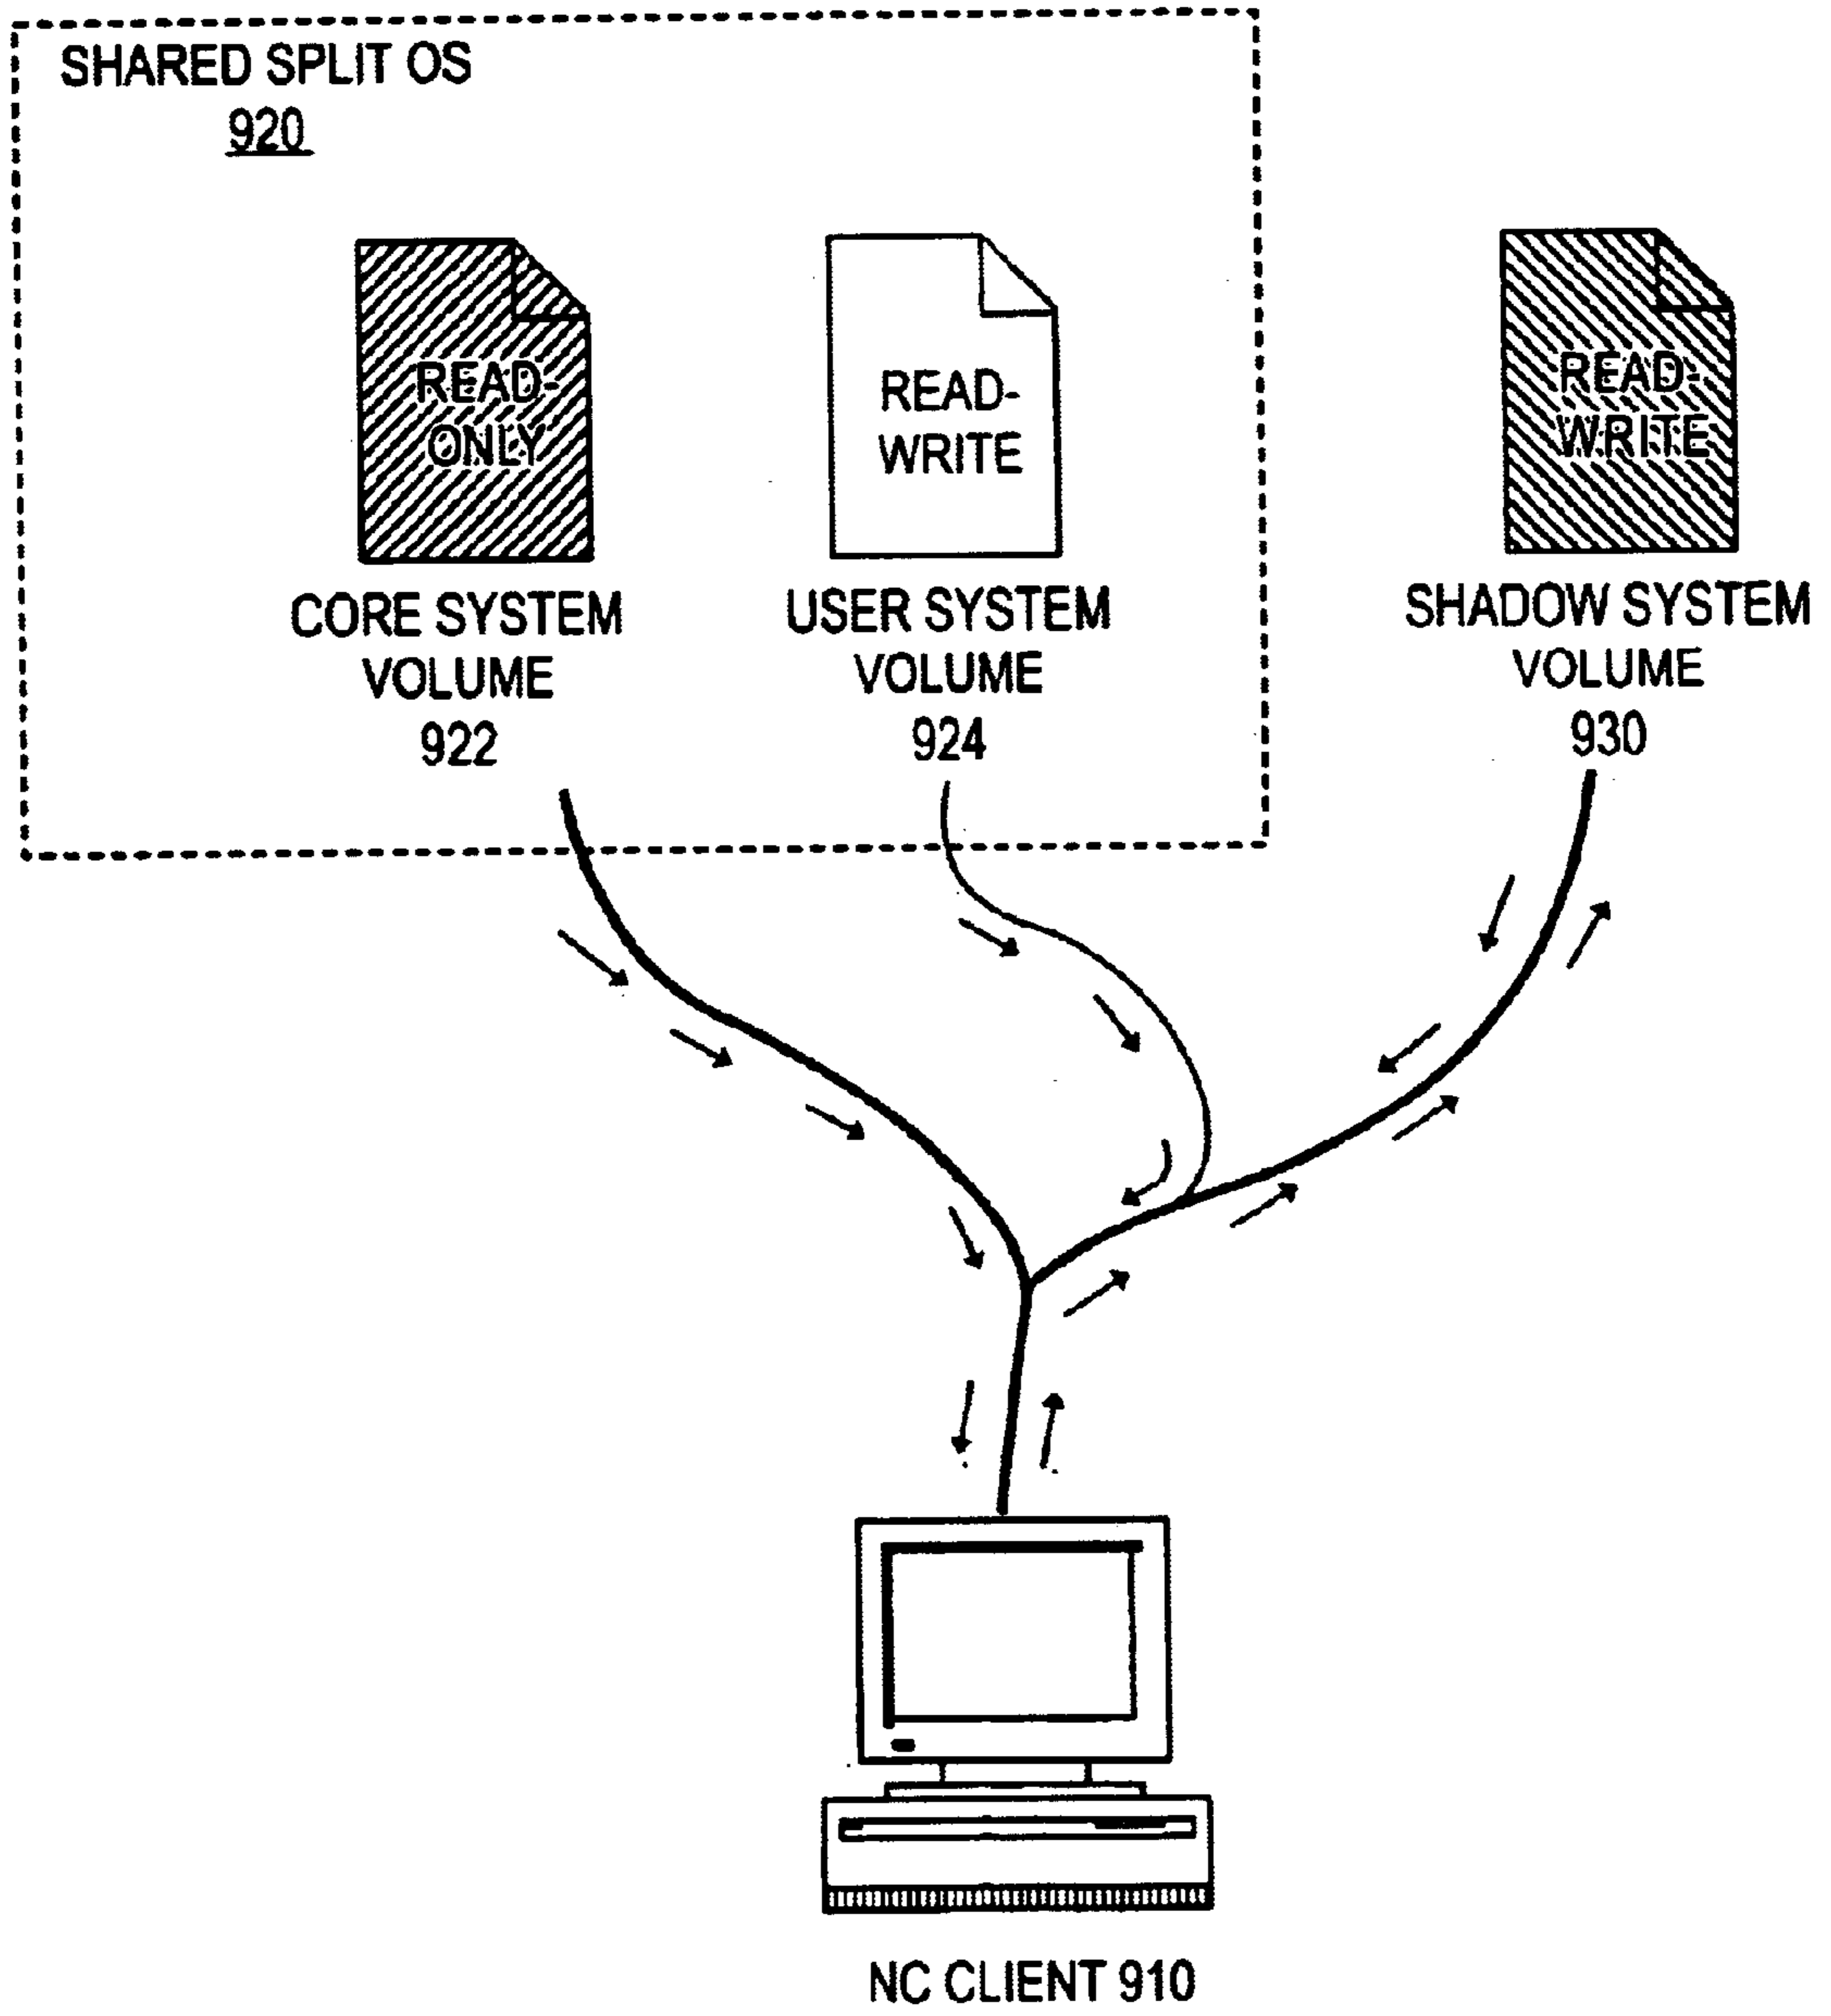 SHARED SPLIT OS
920
READ-
ONLY
READ-
WRITE
READ-
WRITE
CORE SYSTEM
VOLUME
922
USER SYSTEM
VOLUME
924
SHADOW SYSTEM
VOLUME
930
NC CLIENT 910